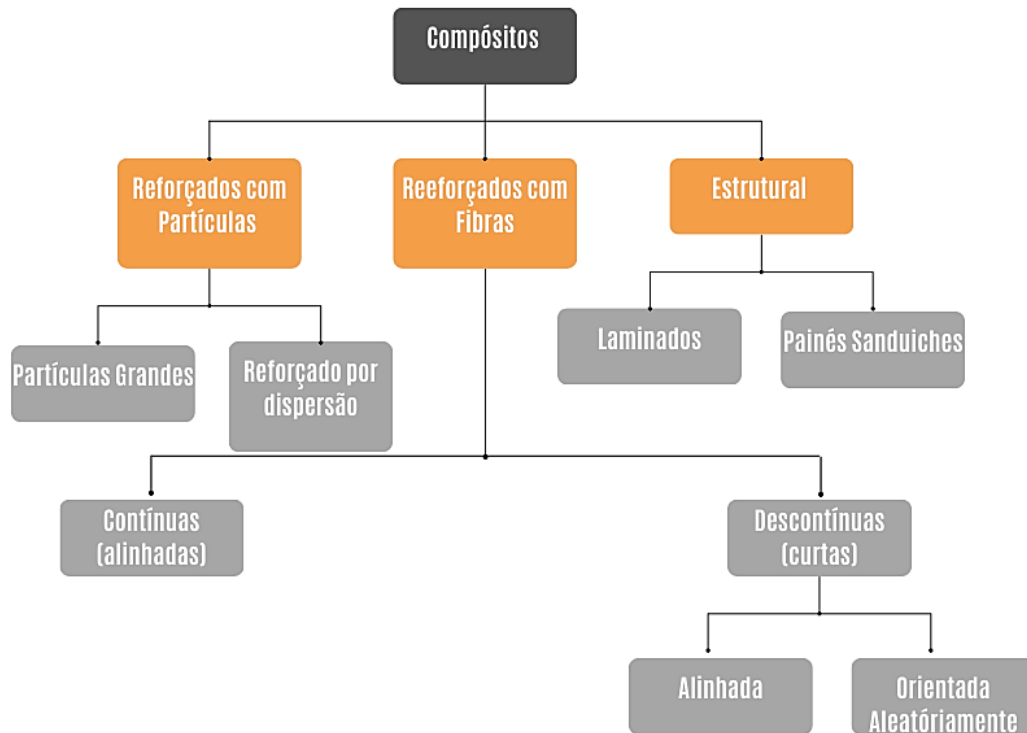 Compósitos
Reforçados com
Partículas
Reeforçados com
Fibras
Estrutural
Partículas Grandes
Reforçado por
dispersão
Laminados
Painés Sanduiches
Contínuas
(alinhadas)
Descontínuas
(curtas)
Alinhada
Orientada
Aleatóriamente